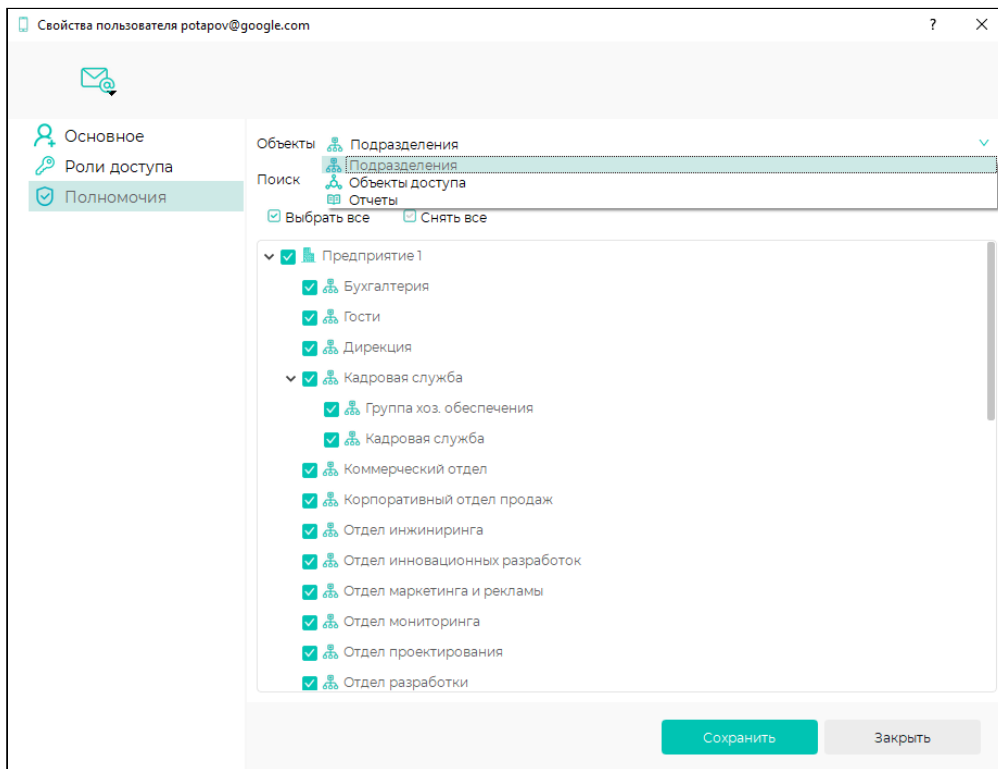 Свойства пользователя potapov@google.com ? ×
Основное
Роли доступа
Полномочия
Объекты Подразделения
Подразделения
Объекты доступа
Отчеты
Поиск
Выбрать все Снять все
Предприятие 1
Бухгалтерия
Гости
Дирекция
Кадровая служба
Группа хоз. обеспечения
Кадровая служба
Коммерческий отдел
Корпоративный отдел продаж
Отдел инжиниринга
Отдел инновационных разработок
Отдел маркетинга и рекламы
Отдел мониторинга
Отдел проектирования
Отдел разработки
Сохранить Закрыть